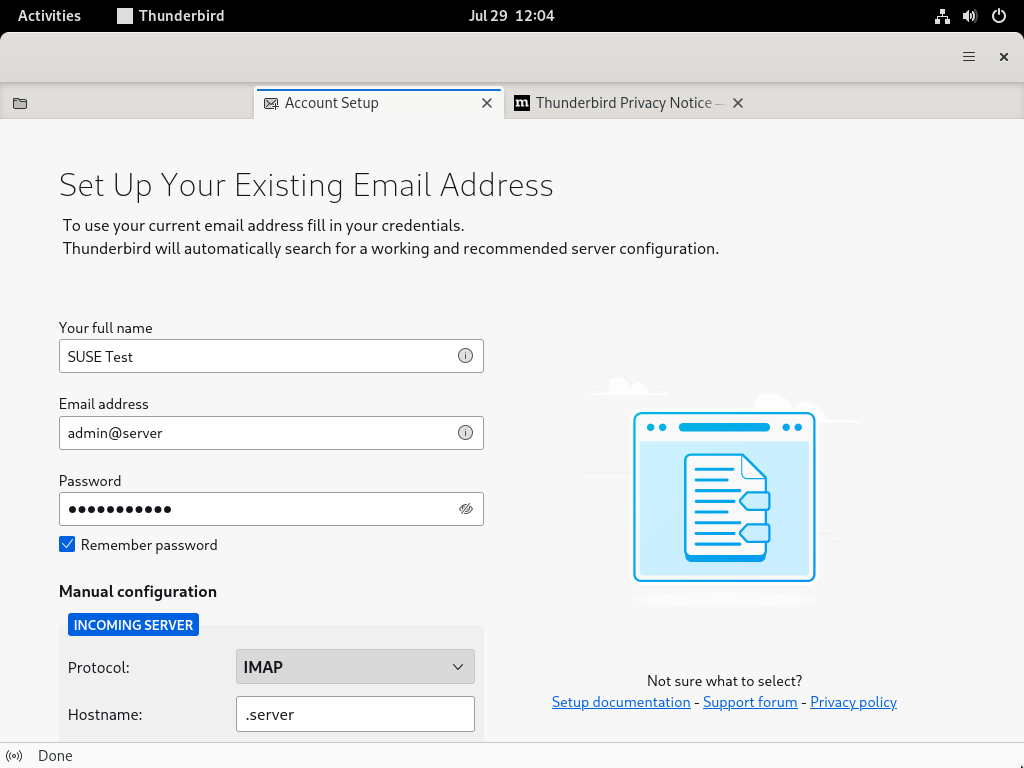 Activities
Thunderbird
Jul 29 12:04
Account Setup
m
Thunderbird Privacy Notice —
Set Up Your Existing Email Address
To use your current email address fill in your credentials.
Thunderbird will automatically search for a working and recommended server configuration.
Your full name
SUSE Test
Email address
admin@server
Password
●●●●●●●●●●●
Remember password
Manual configuration
INCOMING SERVER
Protocol:
IMAP
Hostname:
.server
Not sure what to select?
Setup documentation - Support forum - Privacy policy
Done